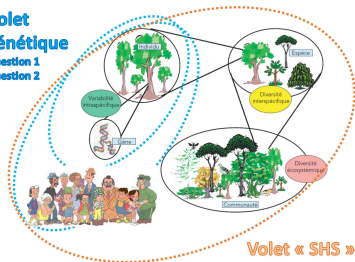 olet
énétique
uestion 1
uestion 2
Individu
Espèce
Variabilité
intraspécifique
Diversité
interspécifique
Gène
Diversité
écosystémique
Communauté
Volet « SHS »